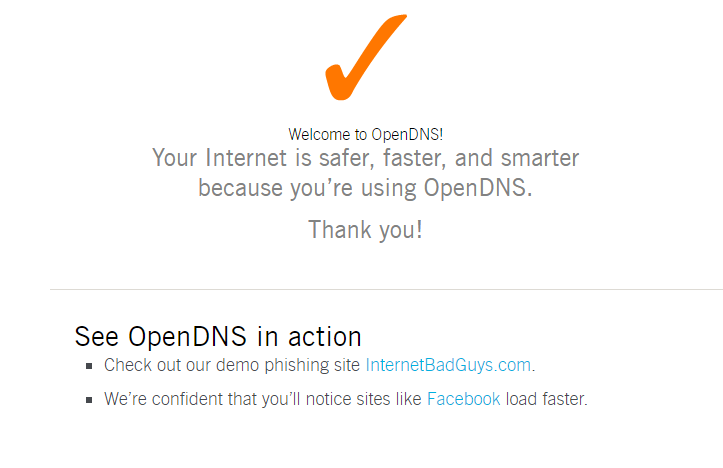 Welcome to OpenDNS!
Your Internet is safer, faster, and smarter
because you’re using OpenDNS.
Thank you!
See OpenDNS in action
Check out our demo phishing site InternetBadGuys.com.
We’re confident that you’ll notice sites like Facebook load faster.